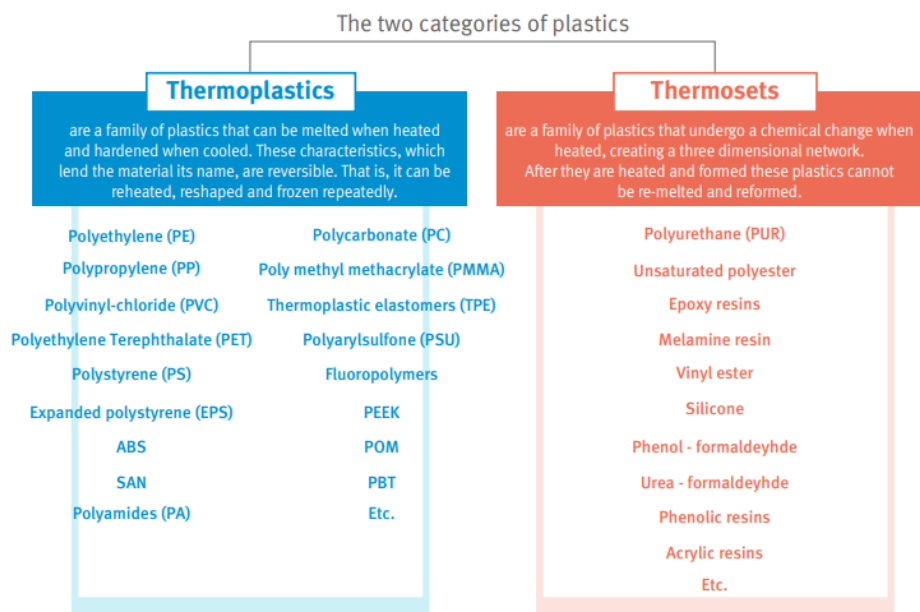 The two categories of plastics
Thermoplastics
are a family of plastics that can be melted when heated
and hardened when cooled. These characteristics, which
lend the material its name, are reversible. That is, it can be
reheated, reshaped and frozen repeatedly.
Polyethylene (PE)
Polypropylene (PP)
Polyvinyl-chloride (PVC)
Polyethylene Terephthalate (PET)
Polystyrene (PS)
Expanded polystyrene (EPS)
ABS
SAN
Polyamides (PA)
Polycarbonate (PC)
Poly methyl methacrylate (PMMA)
Thermoplastic elastomers (TPE)
Polyarylsulfone (PSU)
Fluoropolymers
PEEK
POM
PBT
Etc.
Thermosets
are a family of plastics that undergo a chemical change when
heated, creating a three dimensional network.
After they are heated and formed these plastics cannot
be re-melted and reformed.
Polyurethane (PUR)
Unsaturated polyester
Epoxy resins
Melamine resin
Vinyl ester
Silicone
Phenol - formaldeyhde
Urea - formaldeyhde
Phenolic resins
Acrylic resins
Etc.